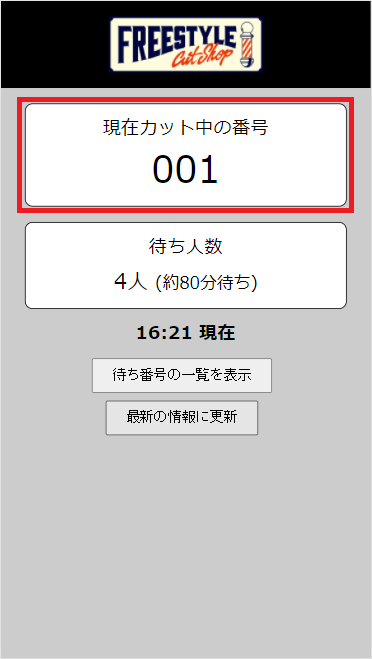 FREESTYLE
Cut Shop
現在カット中の番号
001
待ち人数
4人 (約80分待ち)
16:21 現在
待ち番号の一覧を表示
最新の情報に更新